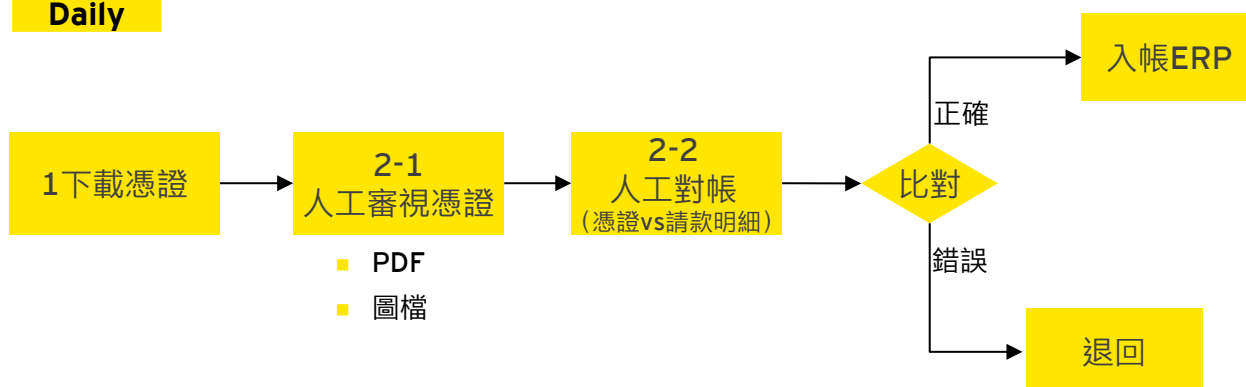 Daily
入帳ERP
正確
1下載憑證
2-1
人工審視憑證
2-2
人工對帳
（憑證vs請款明細）
比對
PDF
圖檔
錯誤
退回